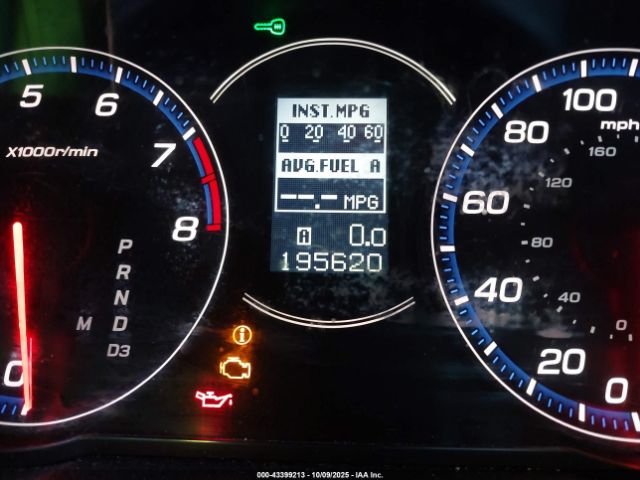 5 6 7 8
X1000r/min
0
P
R
N
M D
D3
INST.MPG
0 20 40 60
AVG.FUEL A
--.- MPG
A 0.0
195620
i
100
mph
80
60
40
20
0
160
120
80
40
0
000-43399213 - 10/09/2025 - IAA Inc.